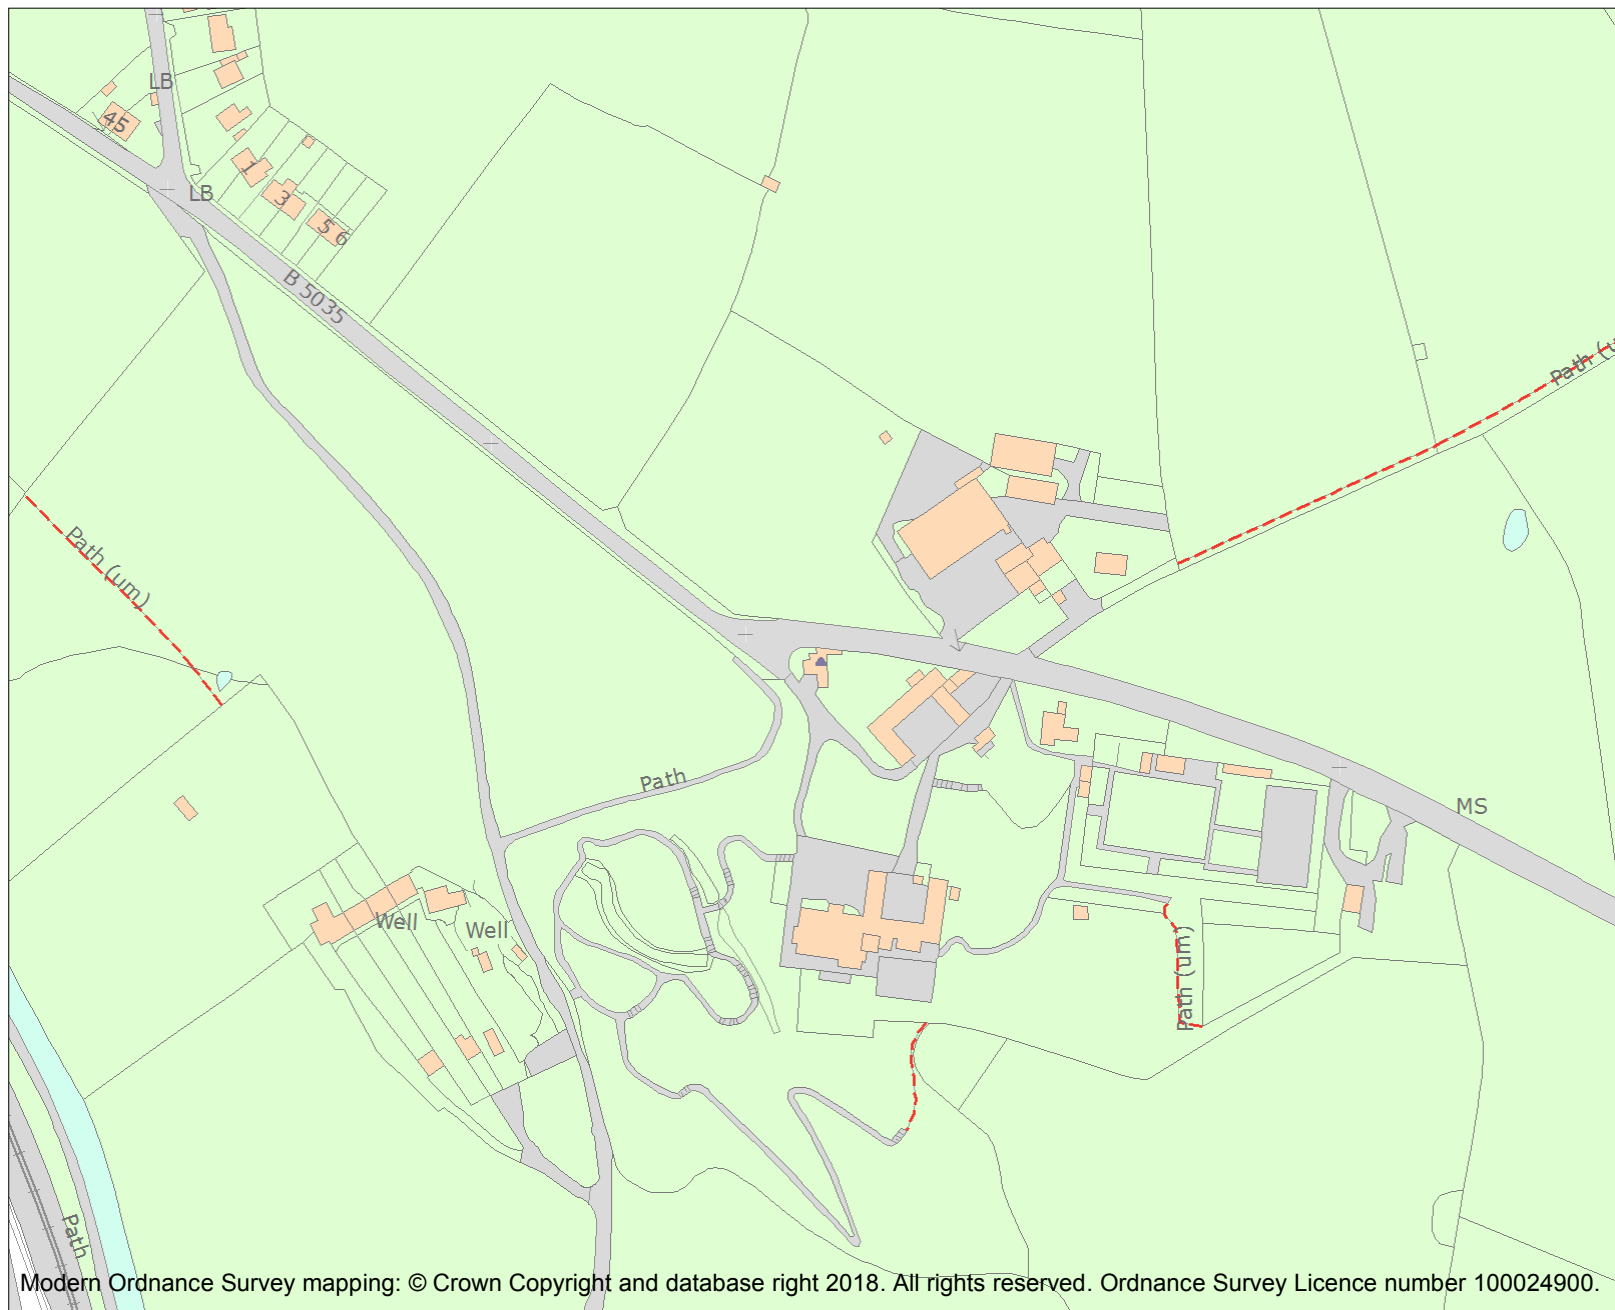 LB
45
LB
1
3
5 6
B 5035
Path (u
Path (um)
Path
MS
Well
Well
Path (um)
Path
Modern Ordnance Survey mapping: © Crown Copyright and database right 2018. All rights reserved. Ordnance Survey Licence number 100024900.